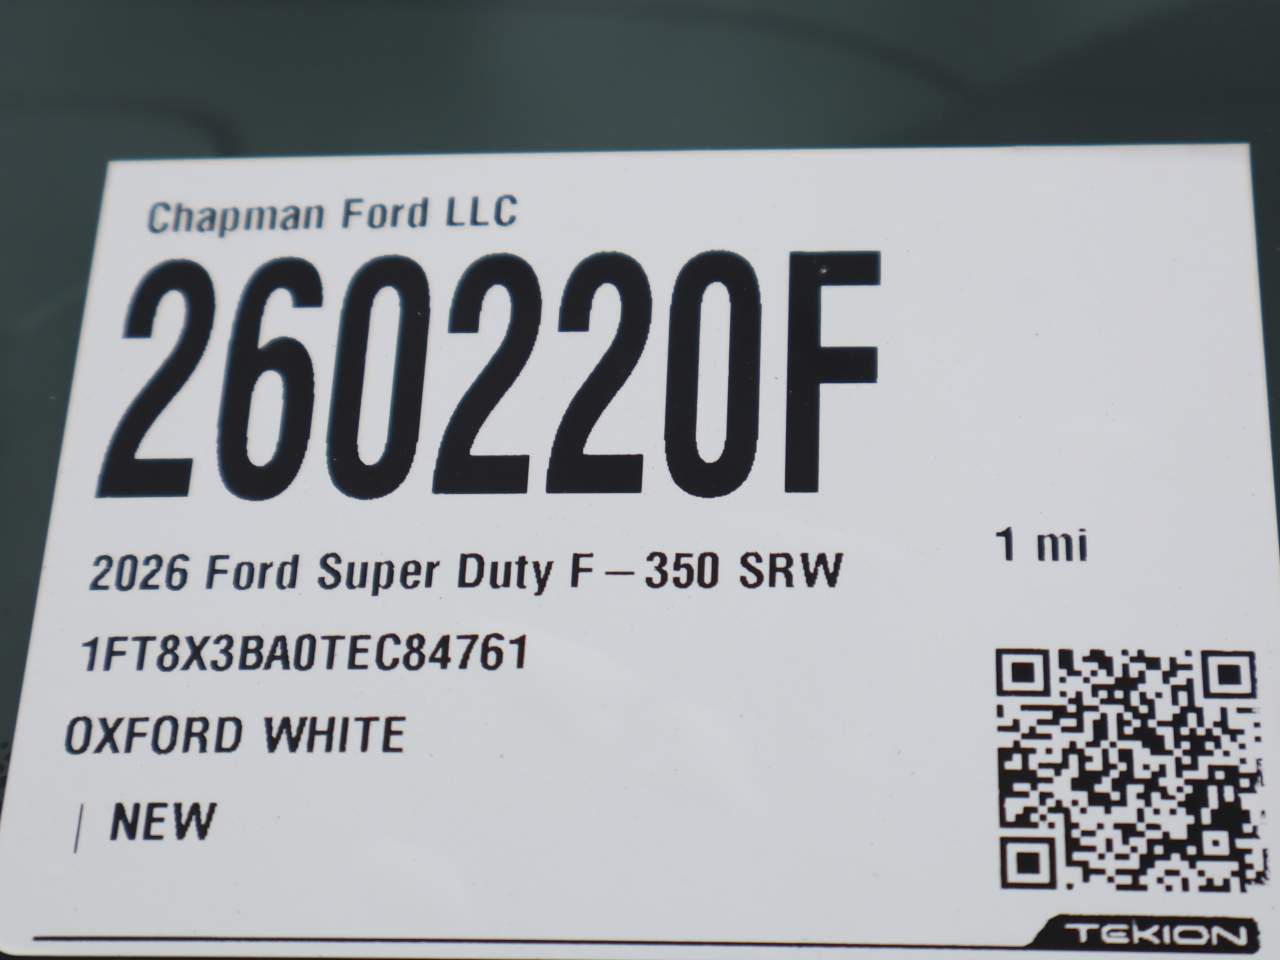 Chapman Ford LLC
260220F
2026 Ford Super Duty F-350 SRW
1 mi
1FT8X3BA0TEC84761
OXFORD WHITE
| NEW
TEKION